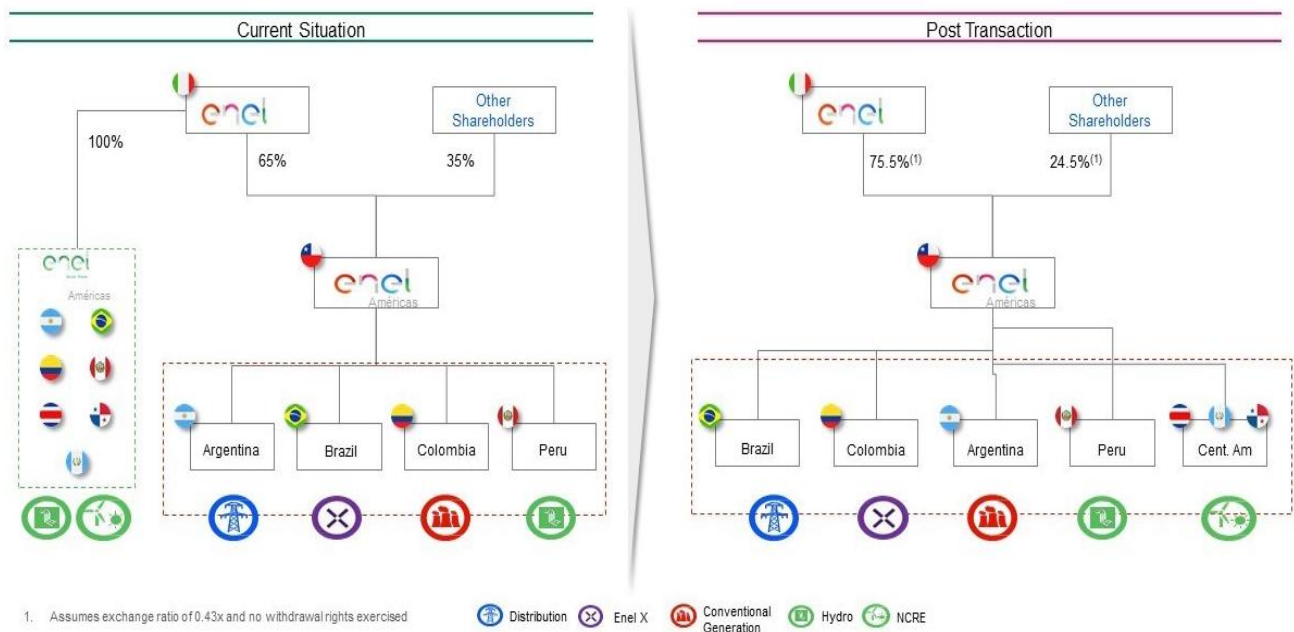 Current Situation
enel
Other
Shareholders
100%
65%
35%
enel
Américas
enel
Américas
Argentina
Brazil
Colombia
Peru
Post Transaction
enel
Other
Shareholders
75.5%(1)
24.5%(1)
enel
Américas
Brazil
Colombia
Argentina
Peru
Cent. Am
1. Assumes exchange ratio of 0.43x and no withdrawal rights exercised
Distribution
Enel X
Conventional
Generation
Hydro
NCRE